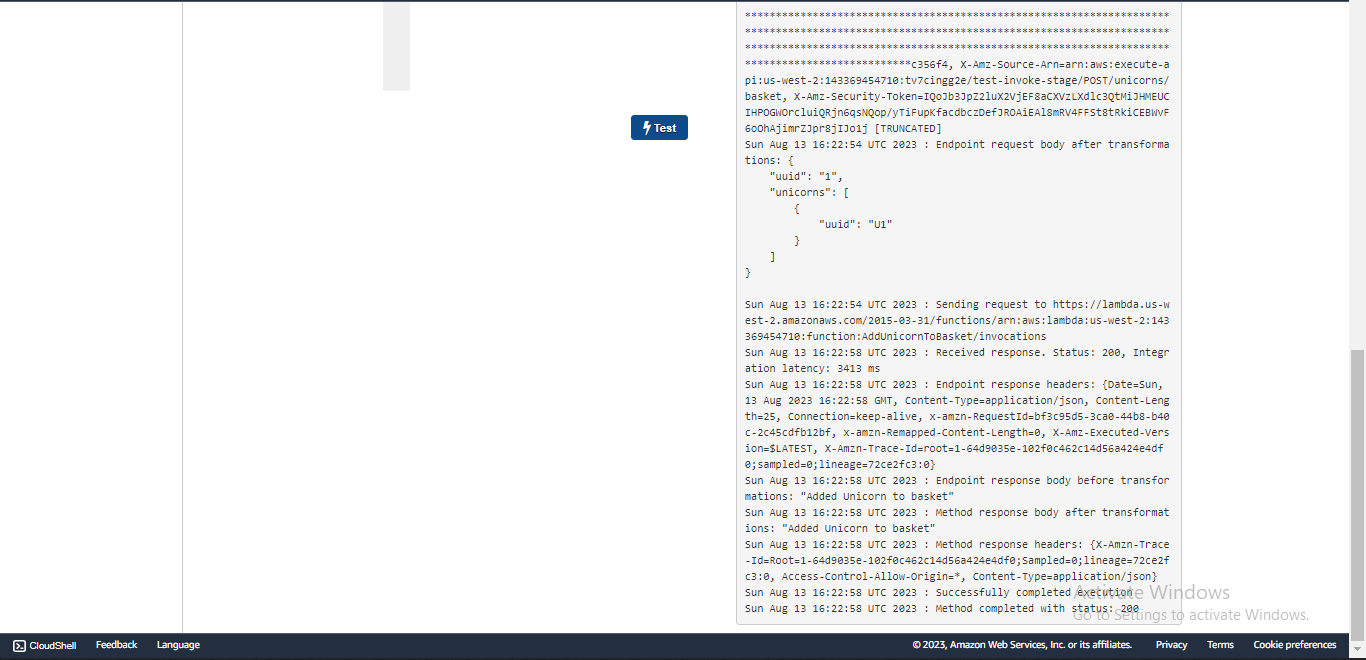 *********************************************************************
*********************************************************************
*********************************************************************
***************************c356f4, X-Amz-Source-Arn=arn:aws:execute-a
pi:us-west-2:143369454710:tv7cingg2e/test-invoke-stage/POST/unicorns/
basket, X-Amz-Security-Token=IQoJb3JpZ2luX2VjEF8aCXVzLXdlc3QtMiJHMEUC
IHPOGWOrcluiQRjn6qsNQop/yTiFupKfacdbczDefJROAiEAl8mRV4FFSt8tRkiCEBWvF
6oOhAjimrZJpr8jIJo1j [TRUNCATED]
Test
Sun Aug 13 16:22:54 UTC 2023 : Endpoint request body after transforma
tions: {
"uuid": "1",
"unicorns": [
{
"uuid": "U1"
}
]
}
Sun Aug 13 16:22:54 UTC 2023 : Sending request to https://lambda.us-w
est-2.amazonaws.com/2015-03-31/functions/arn:aws:lambda:us-west-2:143
369454710:function:AddUnicornToBasket/invocations
Sun Aug 13 16:22:58 UTC 2023 : Received response. Status: 200, Integr
ation latency: 3413 ms
Sun Aug 13 16:22:58 UTC 2023 : Endpoint response headers: {Date=Sun,
13 Aug 2023 16:22:58 GMT, Content-Type=application/json, Content-Leng
th=25, Connection=keep-alive, x-amzn-RequestId=bf3c95d5-3ca0-44b8-b40
c-2c45cdfb12bf, x-amzn-Remapped-Content-Length=0, X-Amz-Executed-Vers
ion=$LATEST, X-Amzn-Trace-Id=root=1-64d9035e-102f0c462c14d56a424e4df
0;sampled=0;lineage=72ce2fc3:0}
Sun Aug 13 16:22:58 UTC 2023 : Endpoint response body before transfor
mations: "Added Unicorn to basket"
Sun Aug 13 16:22:58 UTC 2023 : Method response body after transformat
ions: "Added Unicorn to basket"
Sun Aug 13 16:22:58 UTC 2023 : Method response headers: {X-Amzn-Trace
-Id=Root=1-64d9035e-102f0c462c14d56a424e4df0;Sampled=0;lineage=72ce2f
c3:0, Access-Control-Allow-Origin=*, Content-Type=application/json}
Sun Aug 13 16:22:58 UTC 2023 : Successfully completed execution
Sun Aug 13 16:22:58 UTC 2023 : Method completed with status: 200
Activate Windows
Go to Settings to activate Windows.
CloudShell Feedback Language © 2023, Amazon Web Services, Inc. or its affiliates. Privacy Terms Cookie preferences